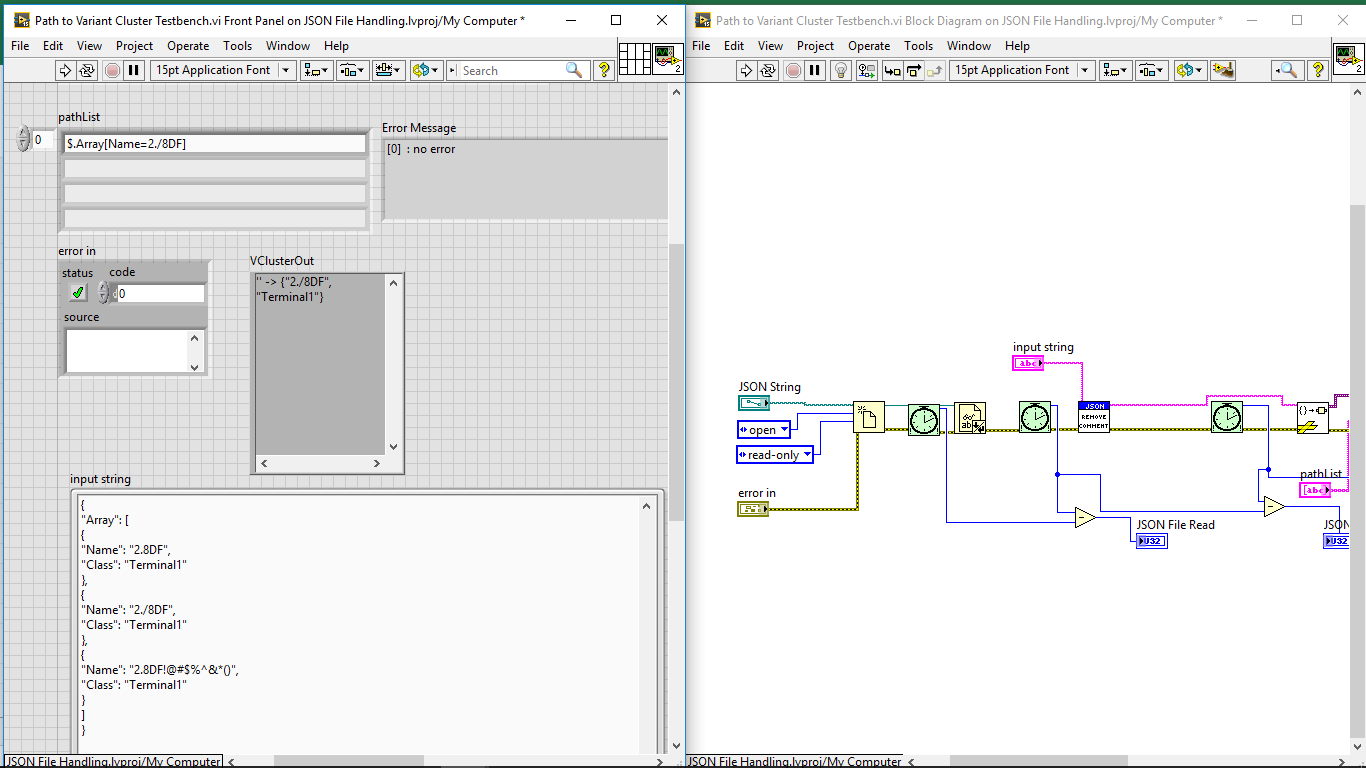 Path to Variant Cluster Testbench.vi Front Panel on JSON File Handling.lvproj/My Computer *
File Edit View Project Operate Tools Window Help
15pt Application Font
Search
2
pathList
0
$.Array[Name=2./8DF]
Error Message
[0] : no error
error in
status code
0
source
VClusterOut
'' -> {"2./8DF",
"Terminal1"}
input string
{
"Array": [
{
"Name": "2.8DF",
"Class": "Terminal1"
},
{
"Name": "2./8DF",
"Class": "Terminal1"
},
{
"Name": "2.8DF!@#$%^&*()",
"Class": "Terminal1"
}
]
}
JSON File Handling.lvproj/My Computer
Path to Variant Cluster Testbench.vi Block Diagram on JSON File Handling.lvproj/My Computer *
File Edit View Project Operate Tools Window Help
15pt Application Font
2
input string
abc
JSON String
open
read-only
error in
JSON
REMOVE
COMMENT
pathList
[abc]
JSON File Read
U32
JSON
U32
JSON File Handling.lvproj/My Computer